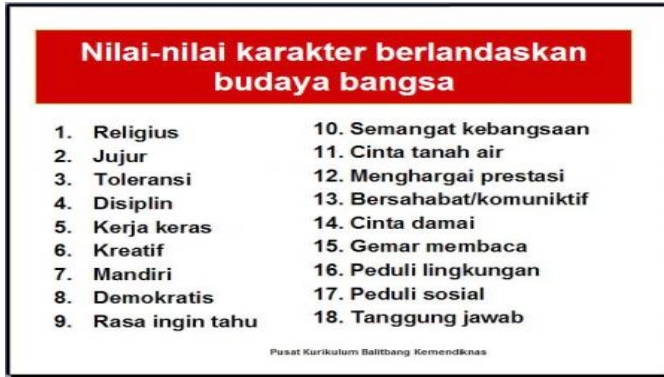 Nilai-nilai karakter berlandaskan
budaya bangsa
1. Religius
2. Jujur
3. Toleransi
4. Disiplin
5. Kerja keras
6. Kreatif
7. Mandiri
8. Demokratis
9. Rasa ingin tahu
10. Semangat kebangsaan
11. Cinta tanah air
12. Menghargai prestasi
13. Bersahabat/komuniktif
14. Cinta damai
15. Gemar membaca
16. Peduli lingkungan
17. Peduli sosial
18. Tanggung jawab
Pusat Kurikulum Balitbang Kemendiknas